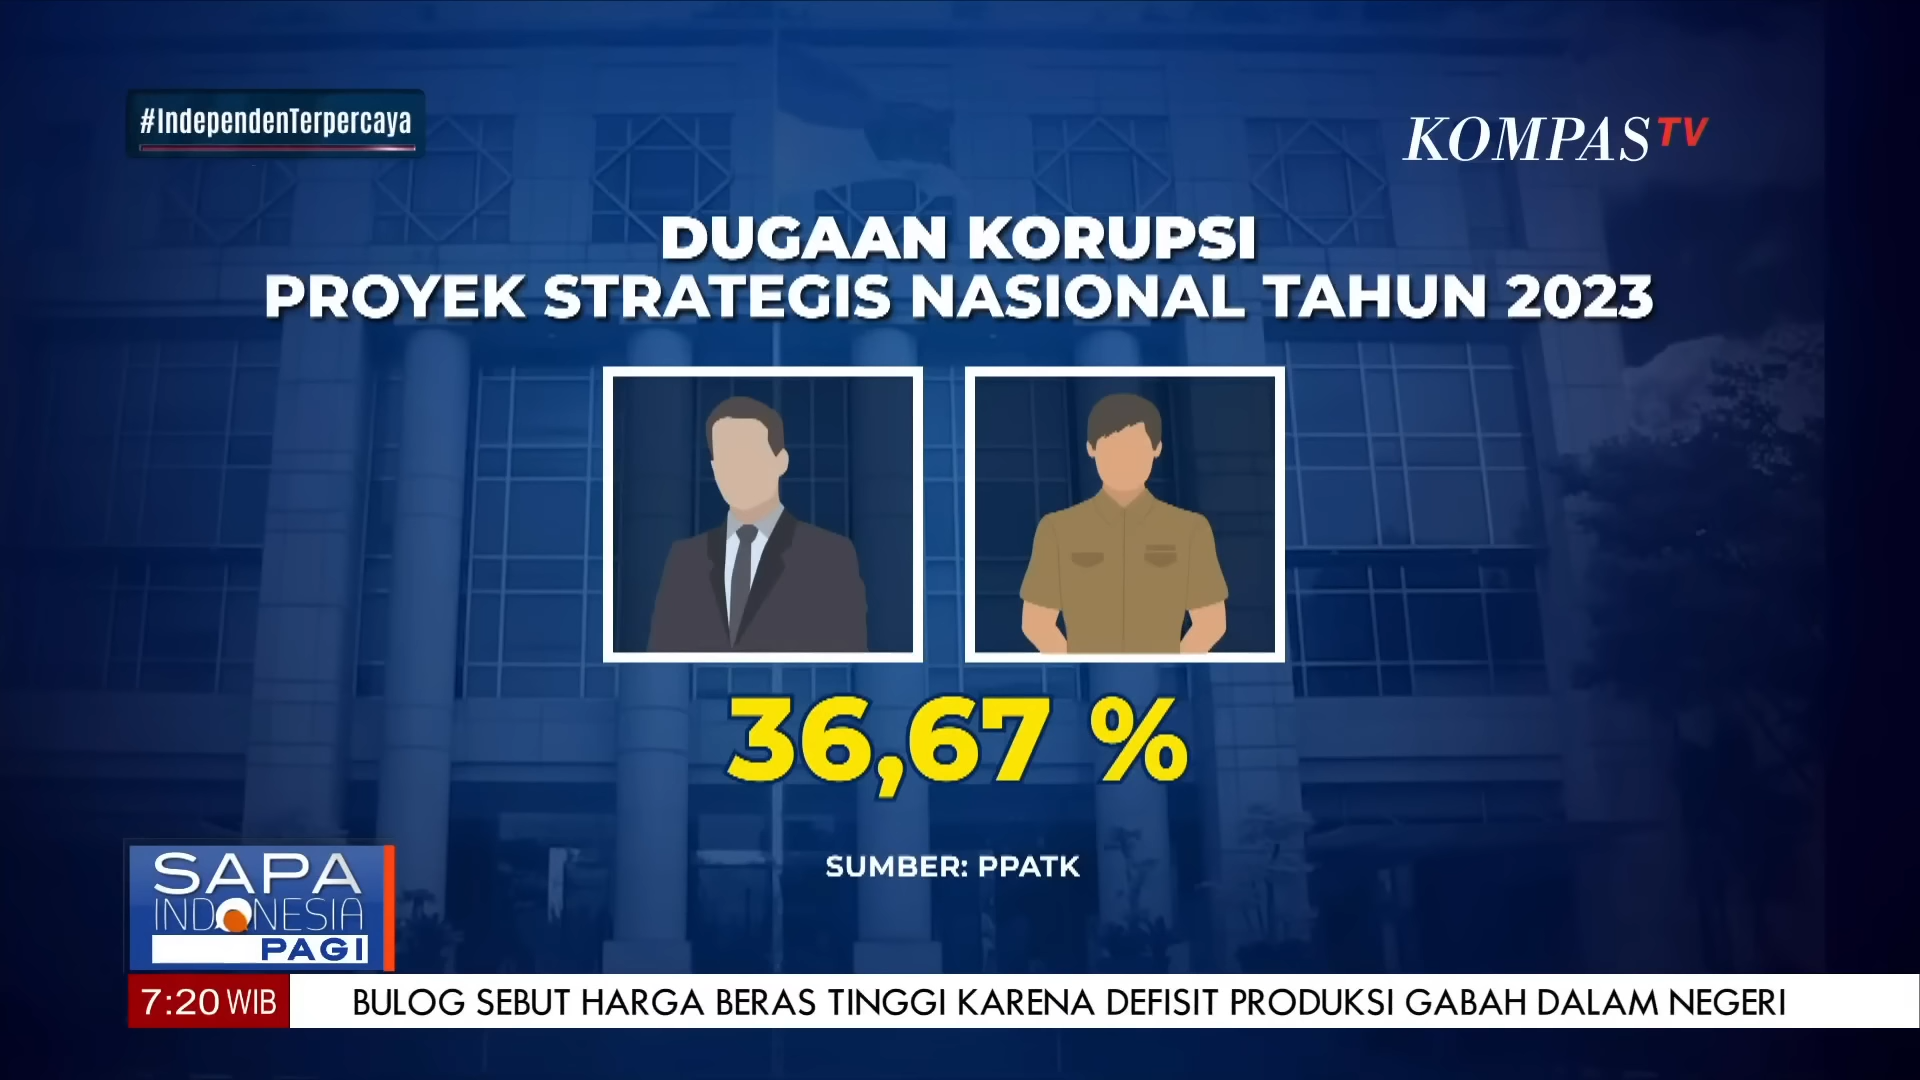 #IndependenTerpercaya
KOMPAS TV
DUGAAN KORUPSI
PROYEK STRATEGIS NASIONAL TAHUN 2023
36,67 %
SUMBER: PPATK
SAPA
INDONESIA
PAGI
7:20 WIB
BULOG SEBUT HARGA BERAS TINGGI KARENA DEFISIT PRODUKSI GABAH DALAM NEGERI